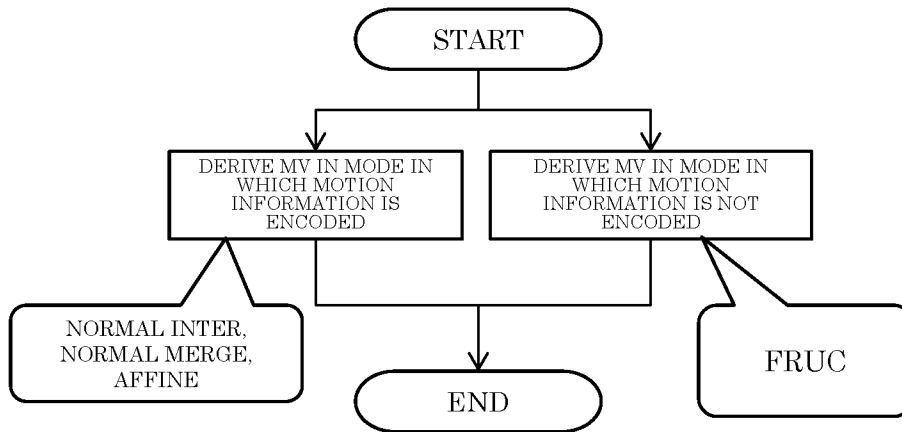 START
DERIVE MV IN MODE IN
WHICH MOTION
INFORMATION IS
ENCODED
DERIVE MV IN MODE IN
WHICH MOTION
INFORMATION IS NOT
ENCODED
NORMAL INTER,
NORMAL MERGE,
AFFINE
FRUC
END